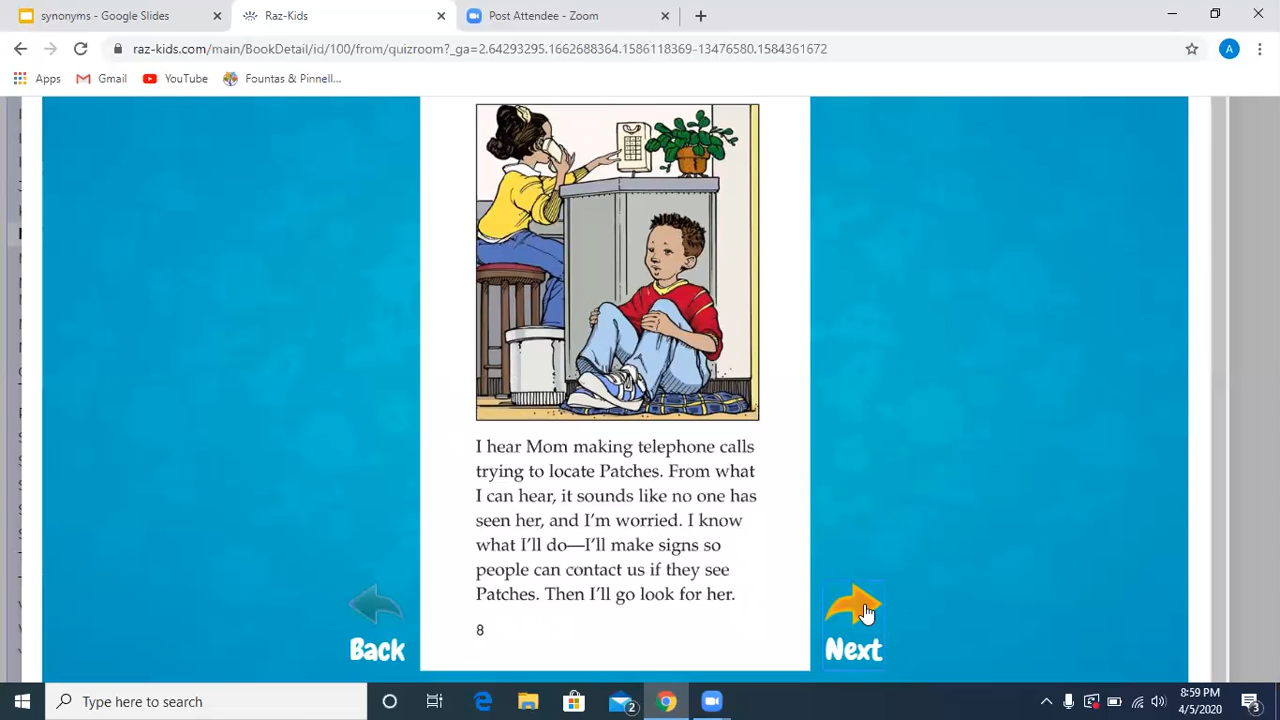 synonyms - Google Slides
Raz-Kids
Post Attendee - Zoom
raz-kids.com/main/BookDetail/id/100/from/quizroom?_ga=2.64293295.1662688364.1586118369-13476580.1584361672
A
Apps
Gmail
YouTube
Fountas & Pinnell...
I hear Mom making telephone calls
trying to locate Patches. From what
I can hear, it sounds like no one has
seen her, and I'm worried. I know
what I'll do—I'll make signs so
people can contact us if they see
Patches. Then I'll go look for her.
8
Back
Next
Type here to search
2
8:59 PM
4/5/2020
3